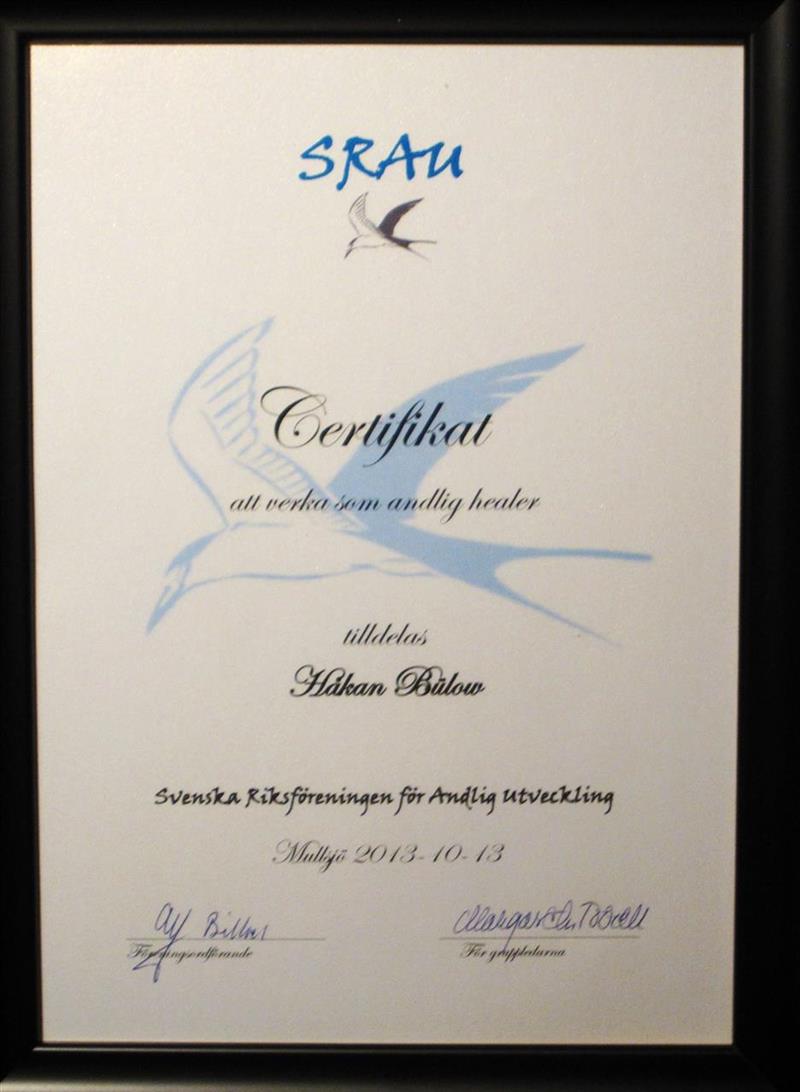 SRAU
Certifikat
att verka som andlig healer
tilldelas
Håkan Bülow
Svenska Riksföreningen för Andlig Utveckling
Mullsjö 2013-10-13
Alf
Föreningsordförande
För gruppledarna